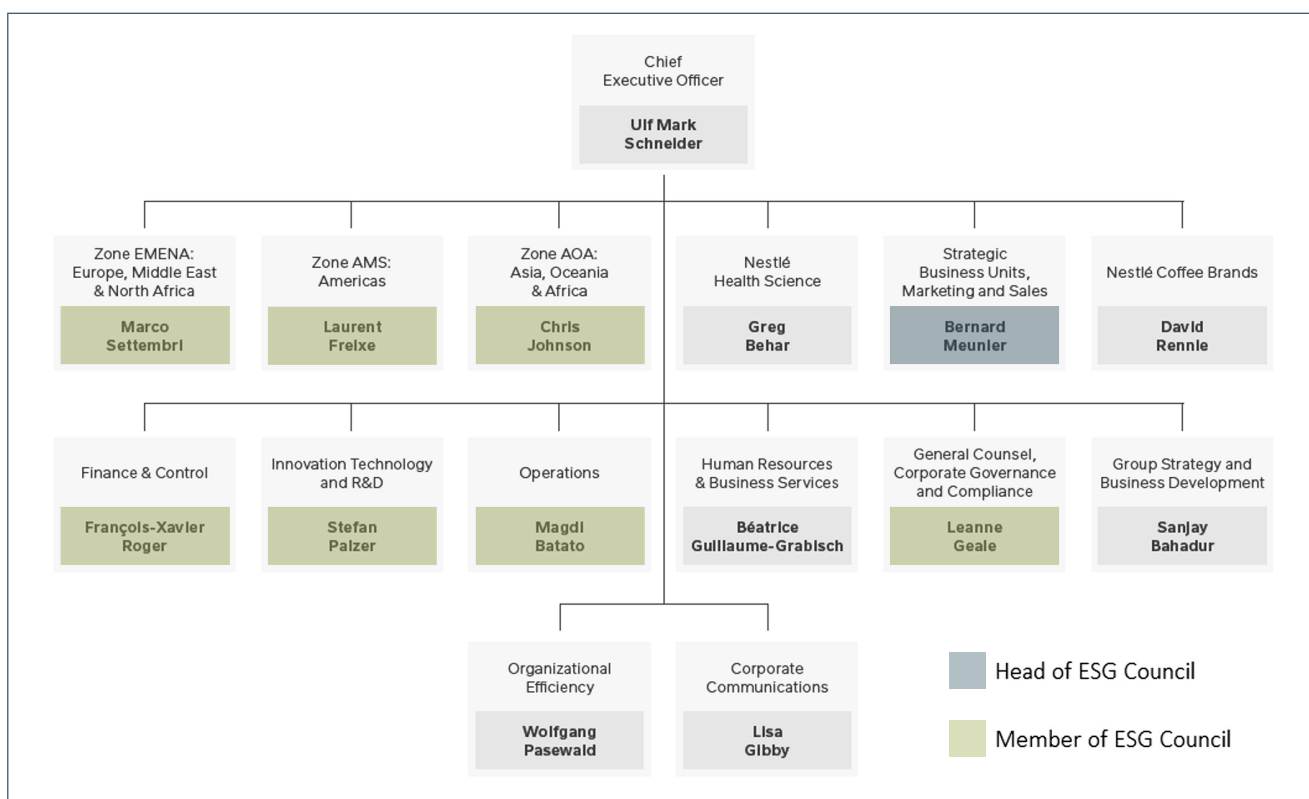 Chief
Executive Officer
Ulf Mark
Schneider
Zone EMENA:
Europe, Middle East
& North Africa
Marco
Settembri
Zone AMS:
Americas
Laurent
Freixe
Zone AOA:
Asia, Oceania
& Africa
Chris
Johnson
Nestlé
Health Science
Greg
Behar
Strategic
Business Units,
Marketing and Sales
Bernard
Meunier
Nestlé Coffee Brands
David
Rennie
Finance & Control
François-Xavier
Roger
Innovation Technology
and R&D
Stefan
Palzer
Operations
Magdi
Batato
Human Resources
& Business Services
Béatrice
Guillaume-Grabisch
General Counsel,
Corporate Governance
and Compliance
Leanne
Geale
Group Strategy and
Business Development
Sanjay
Bahadur
Organizational
Efficiency
Wolfgang
Pasewald
Corporate
Communications
Lisa
Gibby
Head of ESG Council
Member of ESG Council